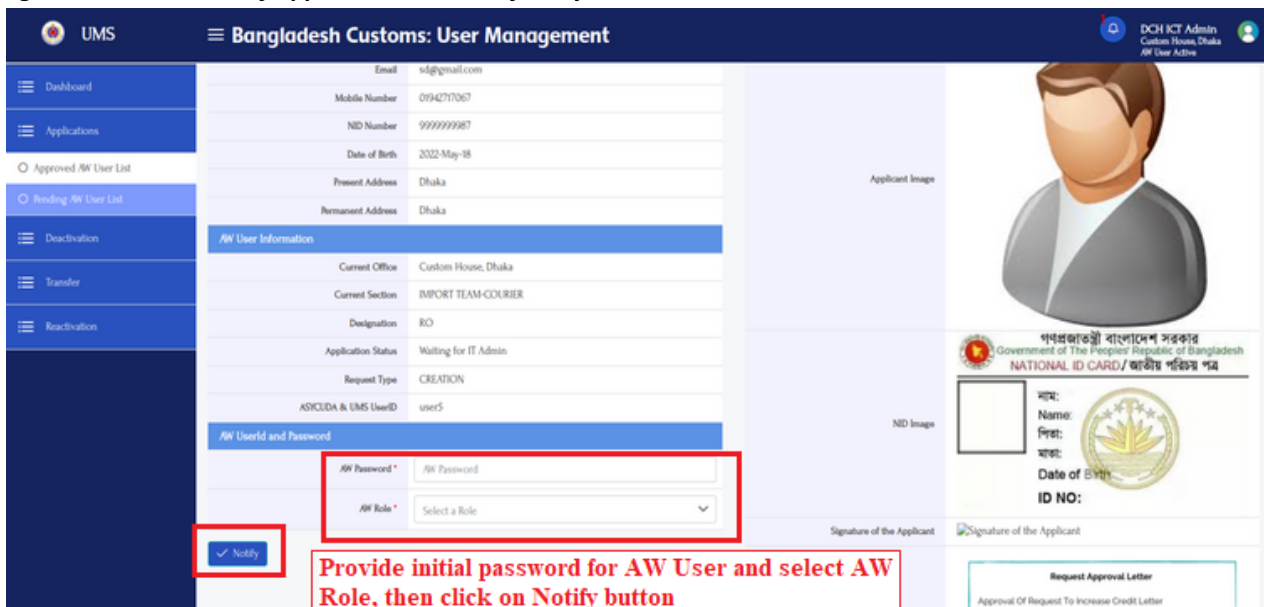 UMS
Bangladesh Customs: User Management
DCH ICT Admin
Custom House, Dhaka
AW User Active
Dashboard
Applications
Approved AW User List
Pending AW User List
Deactivation
Transfer
Reactivation
Email sd@gmail.com
Mobile Number 01942717067
NID Number 9999999987
Date of Birth 2022-May-18
Present Address Dhaka
Permanent Address Dhaka
AW User Information
Current Office Custom House, Dhaka
Current Section IMPORT TEAM-COURIER
Designation RO
Application Status Waiting for IT Admin
Request Type CREATION
ASYCUDA & UMS UserID user5
AW UserId and Password
AW Password * AW Password
AW Role * Select a Role
Notify
Provide initial password for AW User and select AW
Role, then click on Notify button
Applicant Image
NID Image
গণপ্রজাতন্ত্রী বাংলাদেশ সরকার
Government of The Peoples' Republic of Bangladesh
NATIONAL ID CARD / জাতীয় পরিচয় পত্র
নাম:
Name:
পিতা:
মাতা:
Date of Birth:
ID NO:
Signature of the Applicant Signature of the Applicant
Request Approval Letter
Approval Of Request To Increase Credit Letter